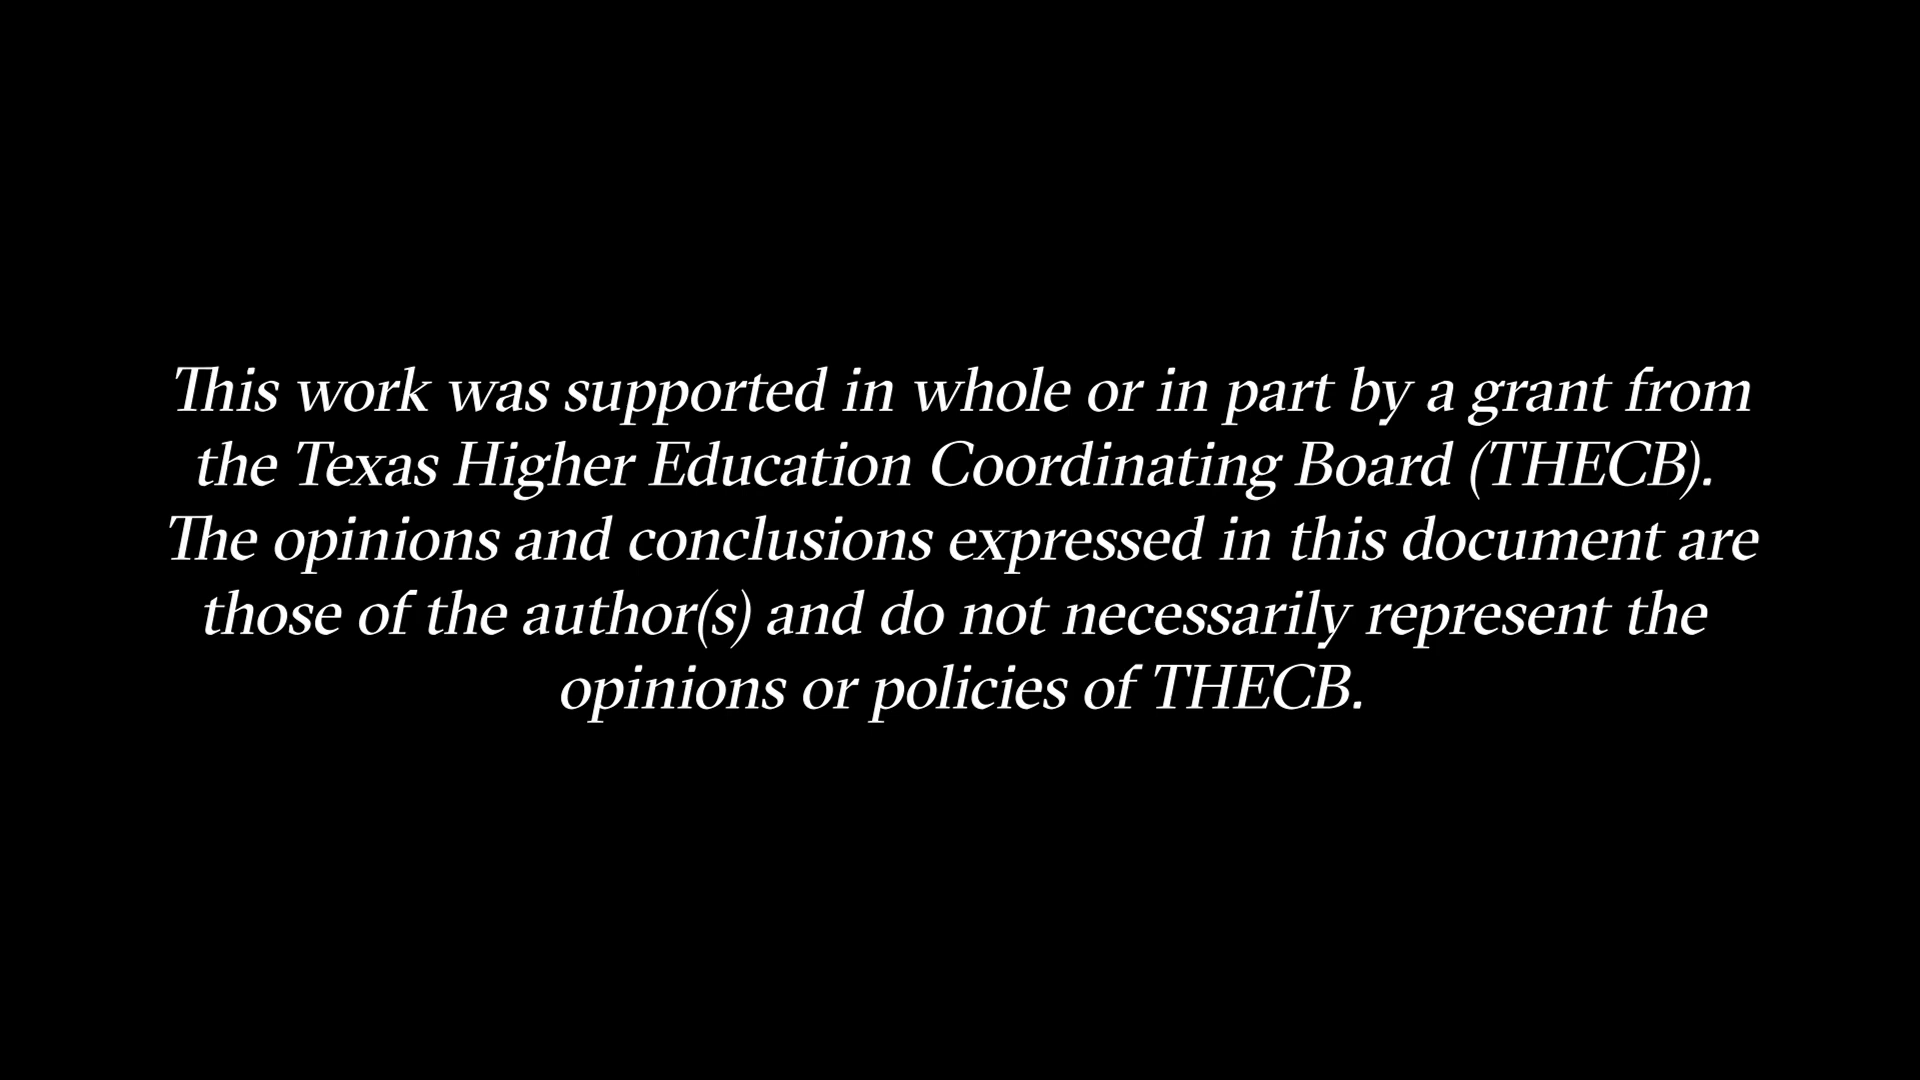 This work was supported in whole or in part by a grant from
the Texas Higher Education Coordinating Board (THECB).
The opinions and conclusions expressed in this document are
those of the author(s) and do not necessarily represent the
opinions or policies of THECB.